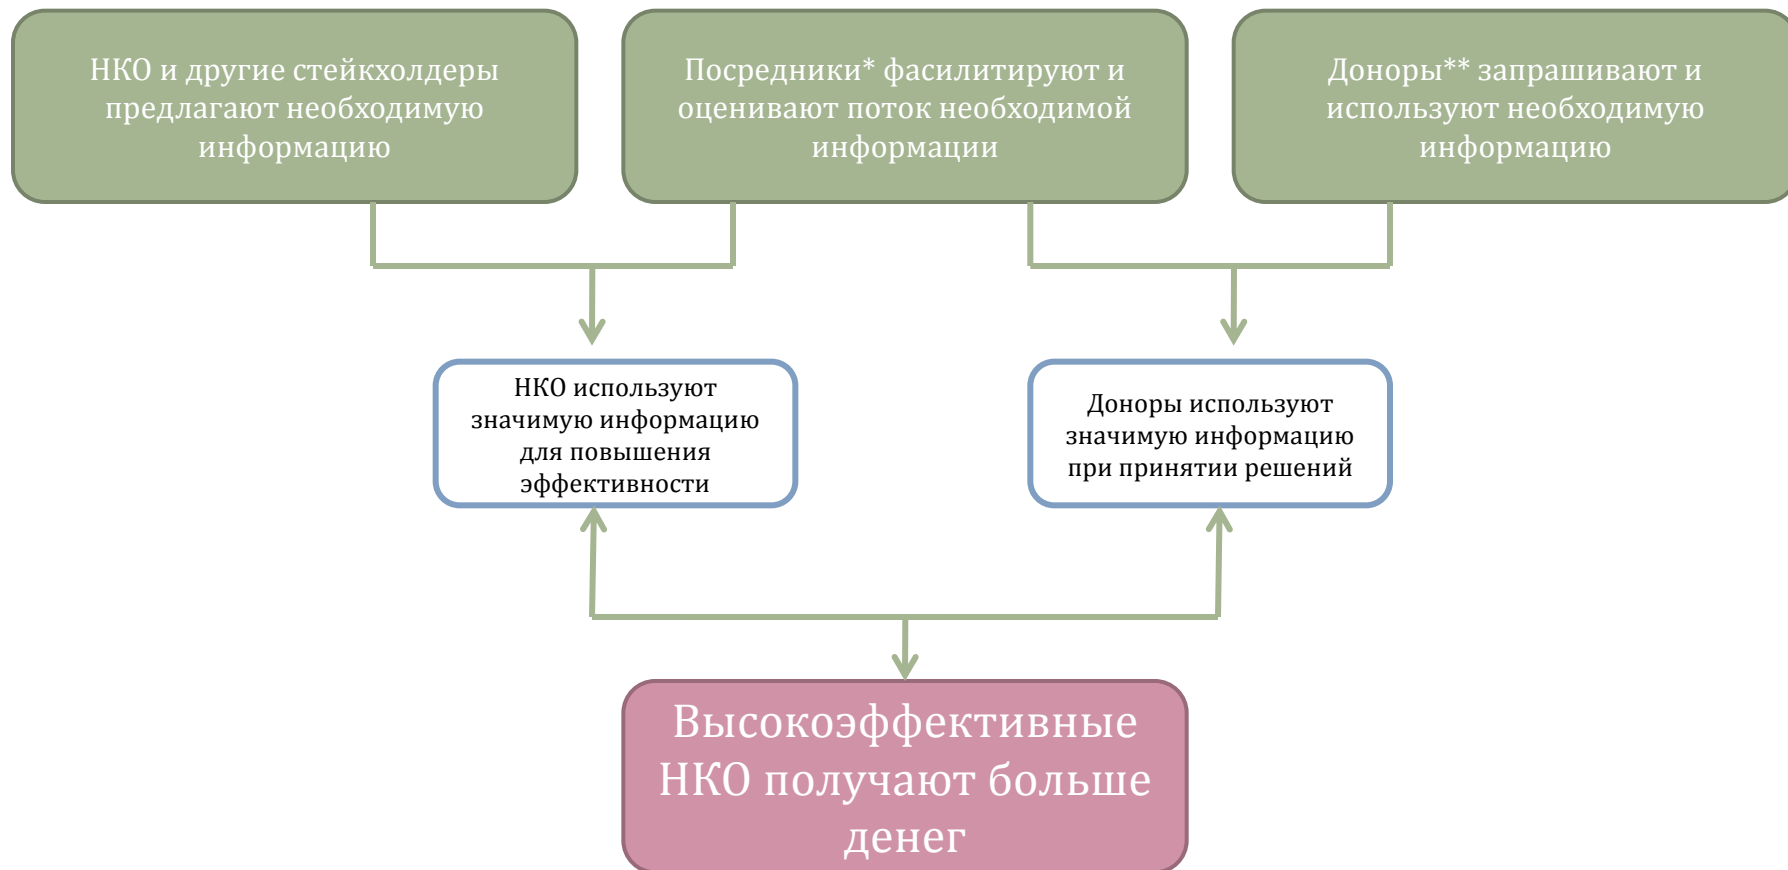 НКО и другие стейкхолдеры
предлагают необходимую
информацию
Посредники* фасилитируют и
оценивают поток необходимой
информации
Доноры** запрашивают и
используют необходимую
информацию
НКО используют
значимую информацию
для повышения
эффективности
Доноры используют
значимую информацию
при принятии решений
Высокоэффективные
НКО получают больше
денег